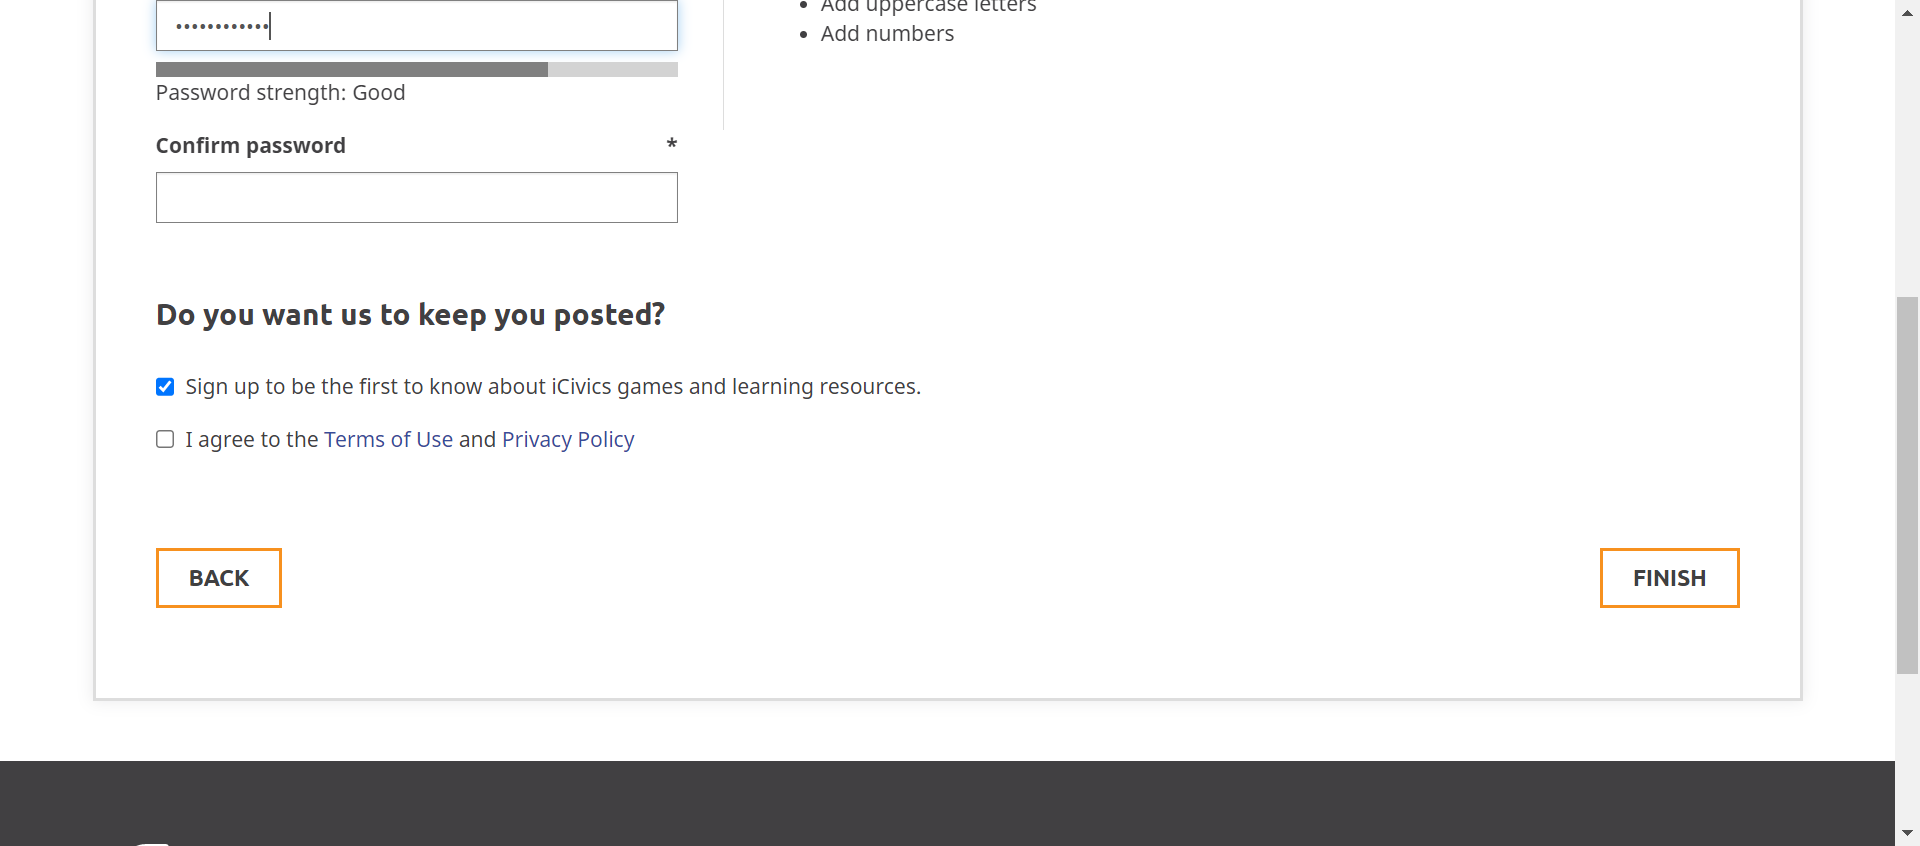 Add uppercase letters
Add numbers
Password strength: Good
Confirm password *
Do you want us to keep you posted?
Sign up to be the first to know about iCivics games and learning resources.
I agree to the Terms of Use and Privacy Policy
BACK
FINISH